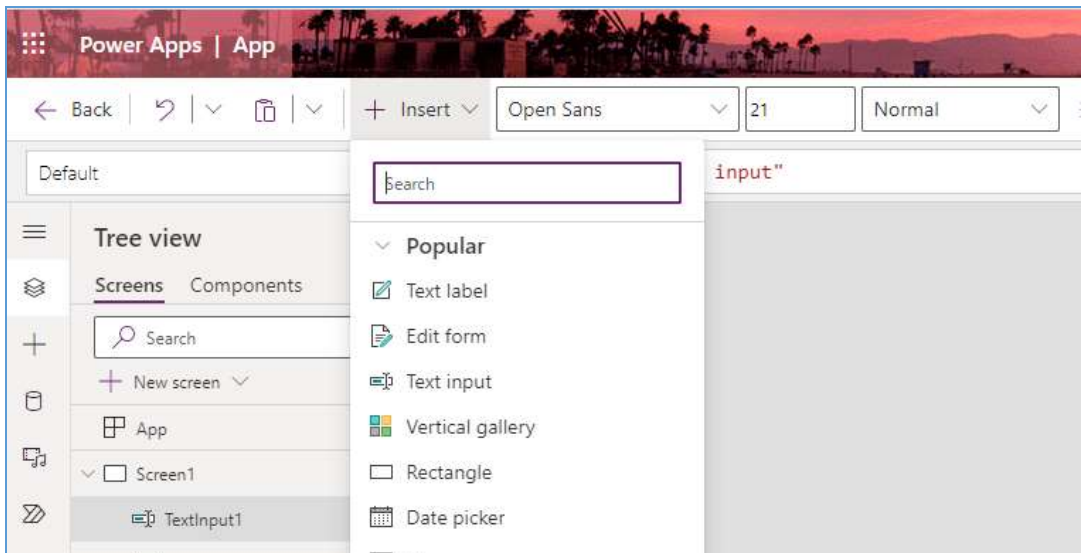 Power Apps | App
Back
Insert
Open Sans
21
Normal
Default
input"
Search
Tree view
Popular
Screens Components
Text label
Search
Edit form
New screen
Text input
App
Vertical gallery
Screen1
Rectangle
TextInput1
Date picker